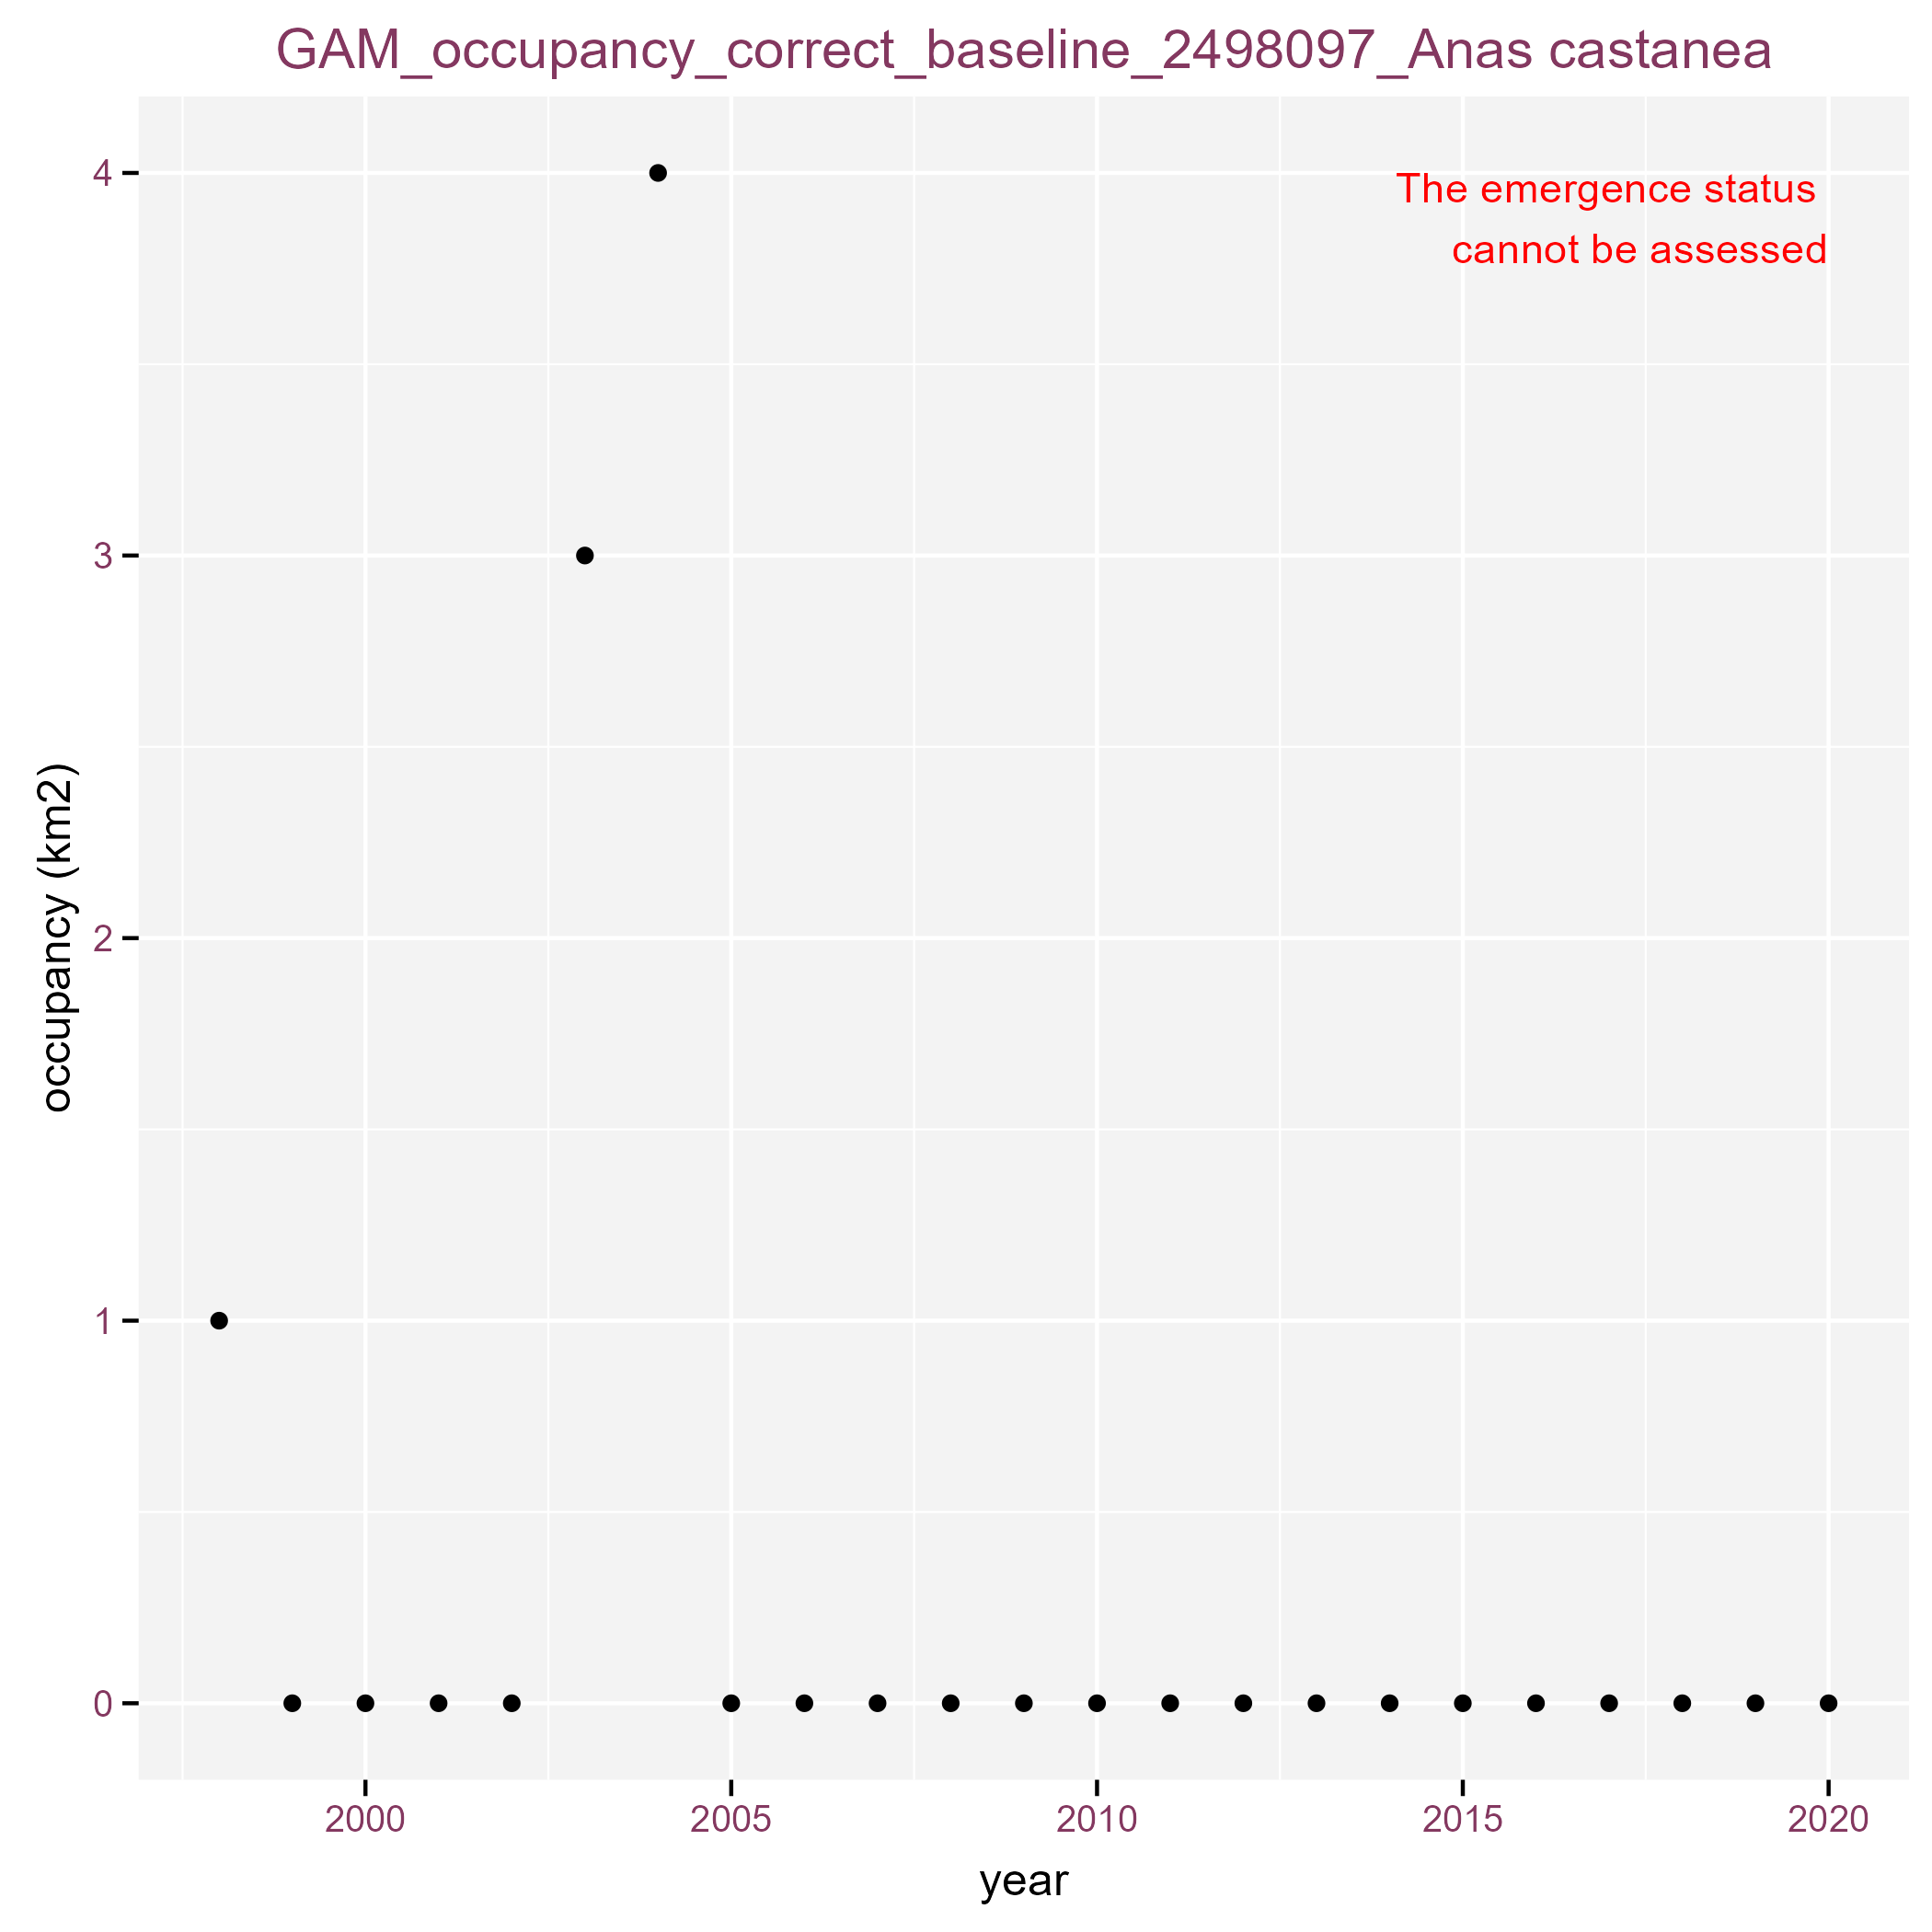 GAM_occupancy_correct_baseline_2498097_Anas castanea
The emergence status
cannot be assessed
occupancy (km2)
4
3
2
1
0
2000 2005 2010 2015 2020
year